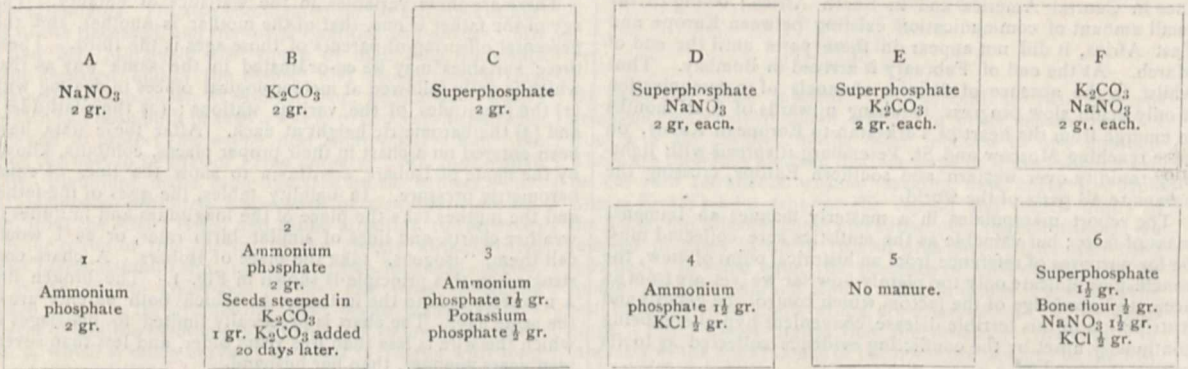 A
NaNO3
2 gr.
B
K2CO3
2 gr.
C
Superphosphate
2 gr.
D
Superphosphate
NaNO3
2 gr, each.
E
Superphosphate
K2CO3
2 gr. each.
F
K2CO3
NaNO3
2 gr. each.
1
Ammonium
phosphate
2 gr.
2
Ammonium
phosphate
2 gr.
Seeds steeped in
K2CO3
gr. K2CO3 added
20 days later.
3
Ammonium
phosphate 1½ gr.
Potassium
phosphate ½ gr.
4
Ammonium
phosphate 1½ gr.
KCl ½ gr.
5
No manure.
6
Superphosphate
1½ gr.
Bone flour ½ gr.
NaNO3 1½ gr.
KCl ½ gr.